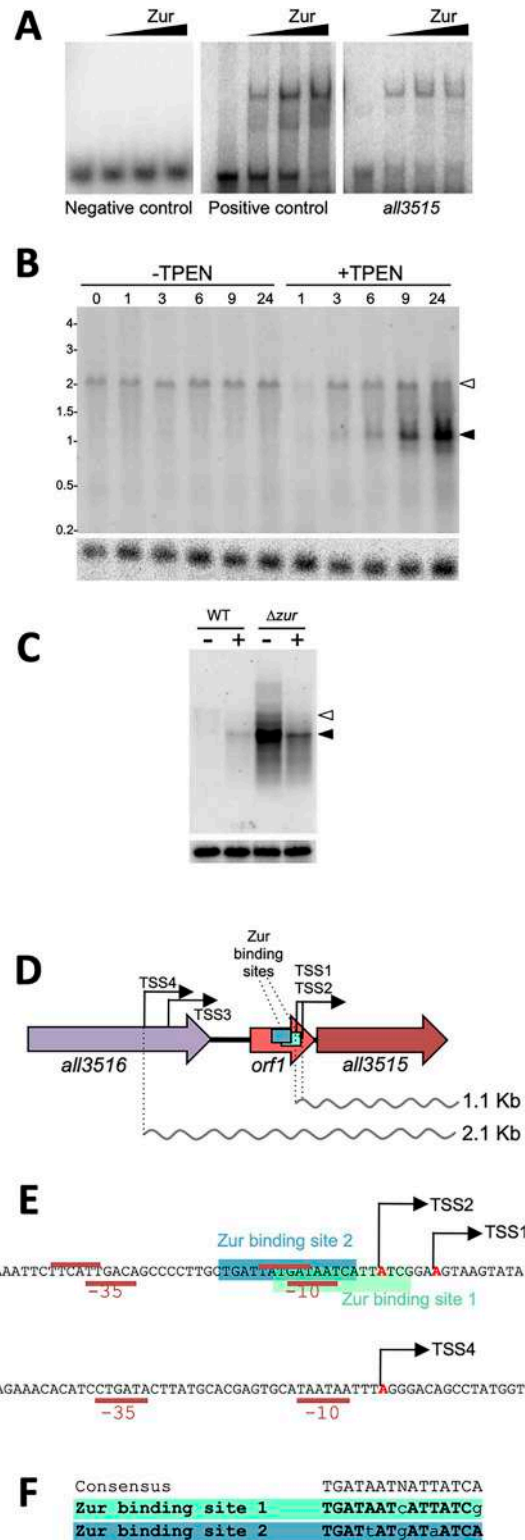 A
Zur
Zur
Zur
Negative control
Positive control
all3515
B
-TPEN
+TPEN
0 1 3 6 9 24 1 3 6 9 24
4-
3-
2-
1.5-
1-
0.5-
0.2-
C
WT
Δzur
- + - +
D
Zur
binding
sites
TSS1
TSS2
TSS4
TSS3
all3516
orf1
all3515
1.1 Kb
2.1 Kb
E
TSS2
TSS1
Zur binding site 2
AAATTCTTCATTGACAGCCCCTTGCTGATTATGATAATCATTATCGGAAGTAAGTATA
-35
-10
Zur binding site 1
TSS4
AGAAACACATCCTGATACTTATGCACGAGTGCATAATAATTTAGGGACAGCCTATGGT
-35
-10
F
Consensus TGATAATNATTATCA
Zur binding site 1 TGATAATcATTATCg
Zur binding site 2 TGATtATgATaATCA